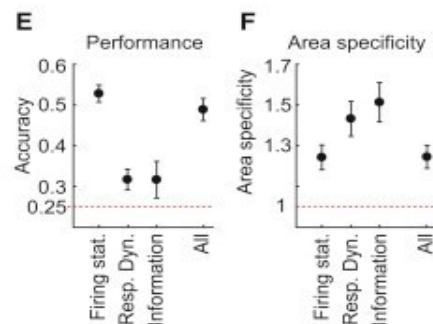 E
Performance
Accuracy
0.6
0.5
0.4
0.3
0.25
Firing stat.
Resp. Dyn.
Information
All
F
Area specificity
Area specificity
1.7
1.5
1.3
1
Firing stat.
Resp. Dyn.
Information
All